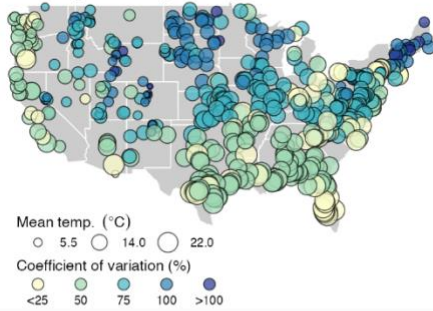 Mean temp. (°C)
5.5 14.0 22.0
Coefficient of variation (%)
<25 50 75 100 >100